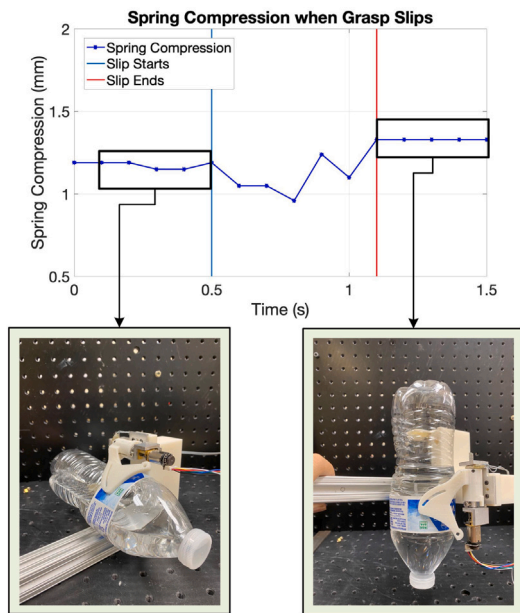 Spring Compression when Grasp Slips
2
Spring Compression
Slip Starts
Slip Ends
1.5
1
0.5
Spring Compression (mm)
0
0.5
1
1.5
Time (s)